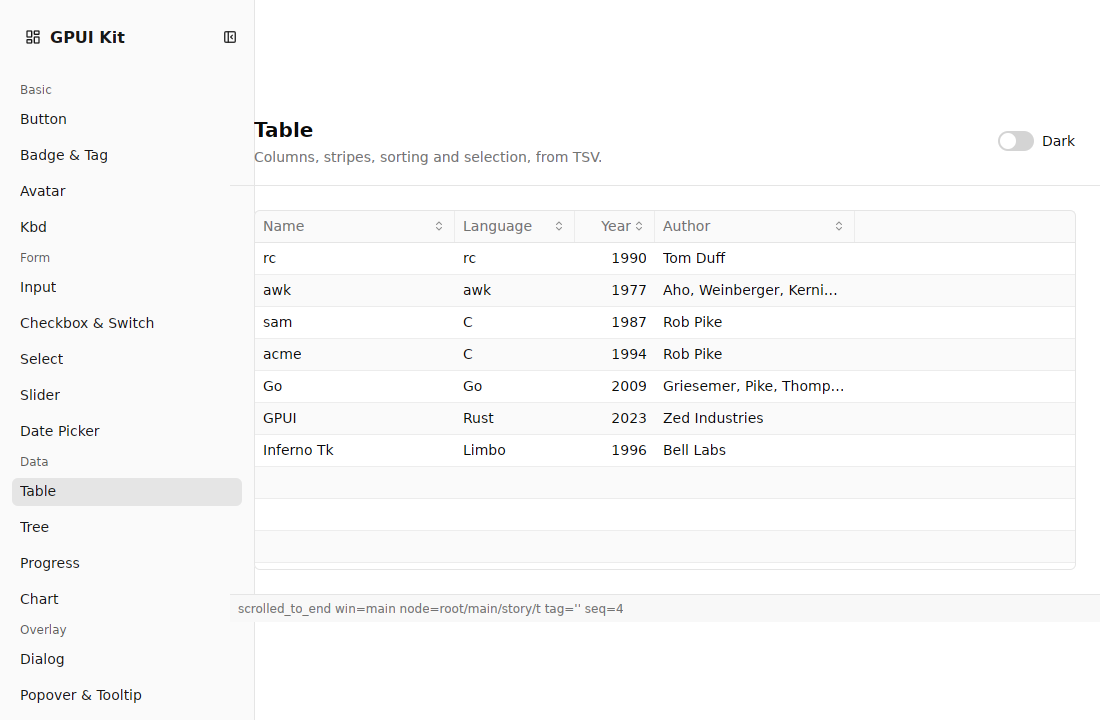 GPUI Kit
Basic
Button
Badge & Tag
Avatar
Kbd
Form
Input
Checkbox & Switch
Select
Slider
Date Picker
Data
Table
Tree
Progress
Chart
Overlay
Dialog
Popover & Tooltip
Table
Columns, stripes, sorting and selection, from TSV.
Dark
Name Language Year Author
rc rc 1990 Tom Duff
awk awk 1977 Aho, Weinberger, Kerni…
sam C 1987 Rob Pike
acme C 1994 Rob Pike
Go Go 2009 Griesemer, Pike, Thomp…
GPUI Rust 2023 Zed Industries
Inferno Tk Limbo 1996 Bell Labs
scrolled_to_end win=main node=root/main/story/t tag='' seq=4